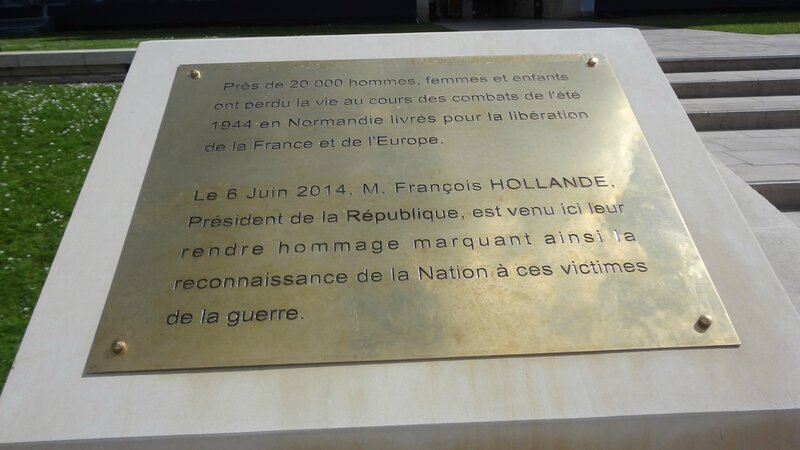 Près de 20 000 hommes, femmes et enfants
ont perdu la vie au cours des combats de l'été
1944 en Normandie livrés pour la libération
de la France et de l'Europe.
Le 6 Juin 2014, M. François HOLLANDE,
Président de la République, est venu ici leur
rendre hommage marquant ainsi la
reconnaissance de la Nation à ces victimes
de la guerre.